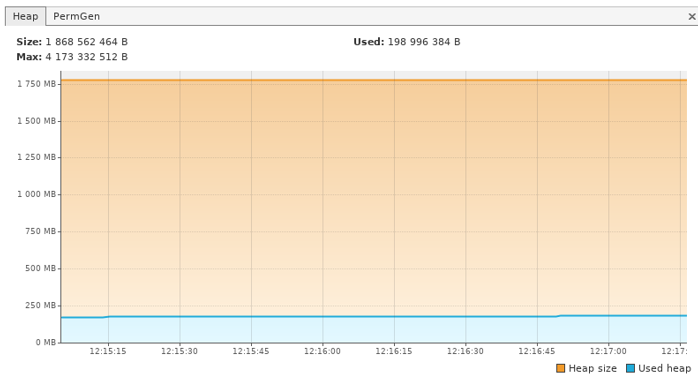 Heap PermGen
Size: 1 868 562 464 B Used: 198 996 384 B
Max: 4 173 332 512 B
1 750 MB
1 500 MB
1 250 MB
1 000 MB
750 MB
500 MB
250 MB
0 MB
12:15:15 12:15:30 12:15:45 12:16:00 12:16:15 12:16:30 12:16:45 12:17:00 12:17:
Heap size Used heap